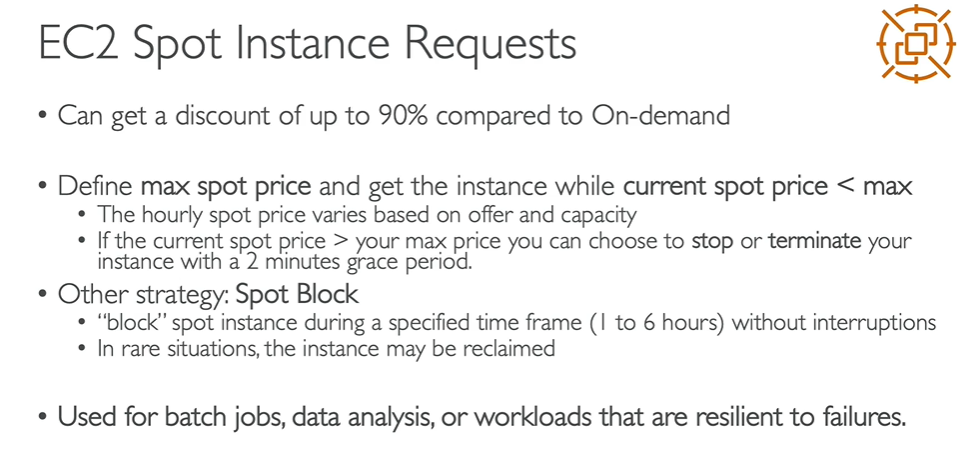 EC2 Spot Instance Requests
• Can get a discount of up to 90% compared to On-demand
• Define max spot price and get the instance while current spot price < max
• The hourly spot price varies based on offer and capacity
• If the current spot price > your max price you can choose to stop or terminate your
instance with a 2 minutes grace period.
• Other strategy: Spot Block
• “block” spot instance during a specified time frame (1 to 6 hours) without interruptions
• In rare situations, the instance may be reclaimed
• Used for batch jobs, data analysis, or workloads that are resilient to failures.